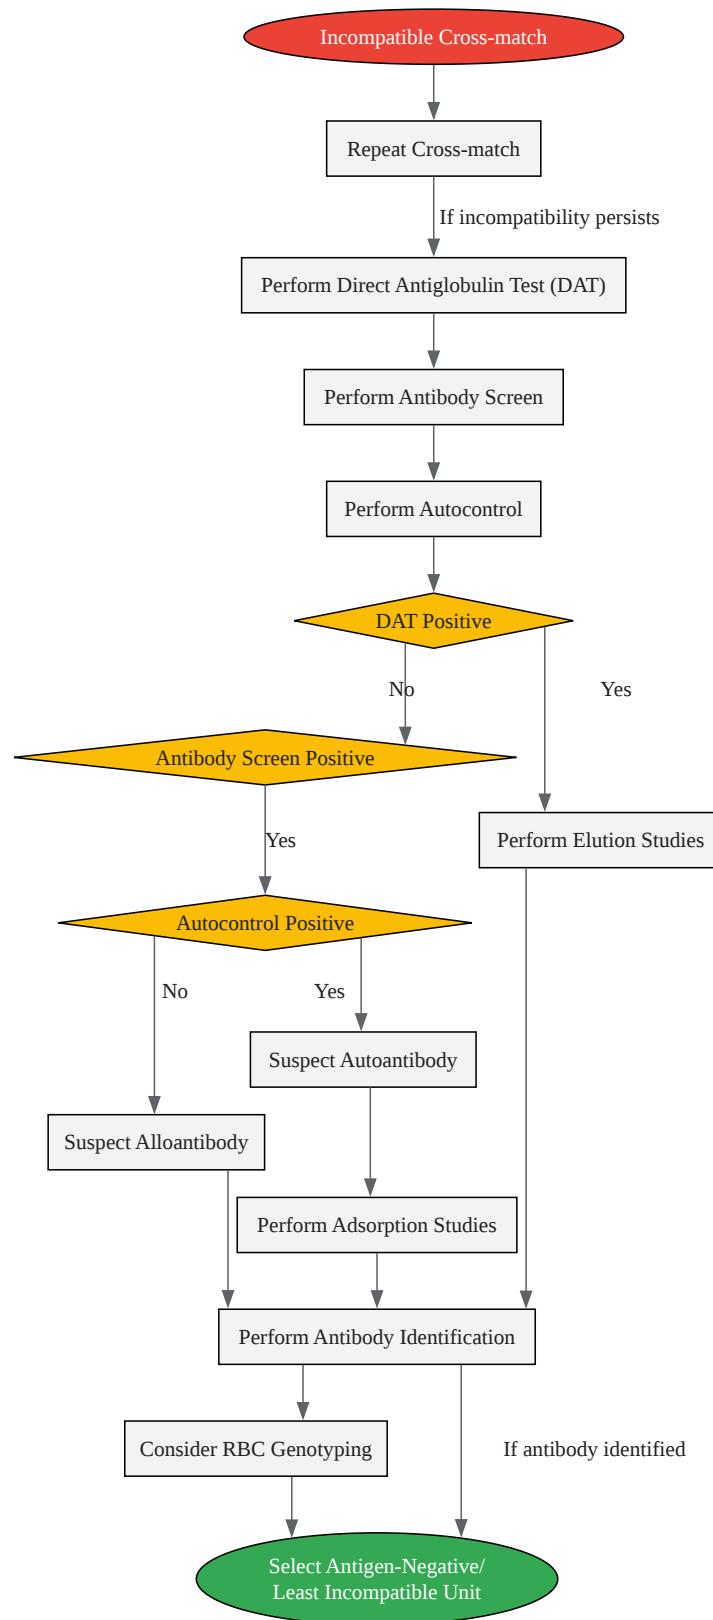 Incompatible Cross-match
Repeat Cross-match
If incompatibility persists
Perform Direct Antiglobulin Test (DAT)
Perform Antibody Screen
Perform Autocontrol
DAT Positive
No
Yes
Antibody Screen Positive
Yes
Perform Elution Studies
Autocontrol Positive
No
Yes
Suspect Autoantibody
Suspect Alloantibody
Perform Adsorption Studies
Perform Antibody Identification
Consider RBC Genotyping
If antibody identified
Select Antigen-Negative/
Least Incompatible Unit